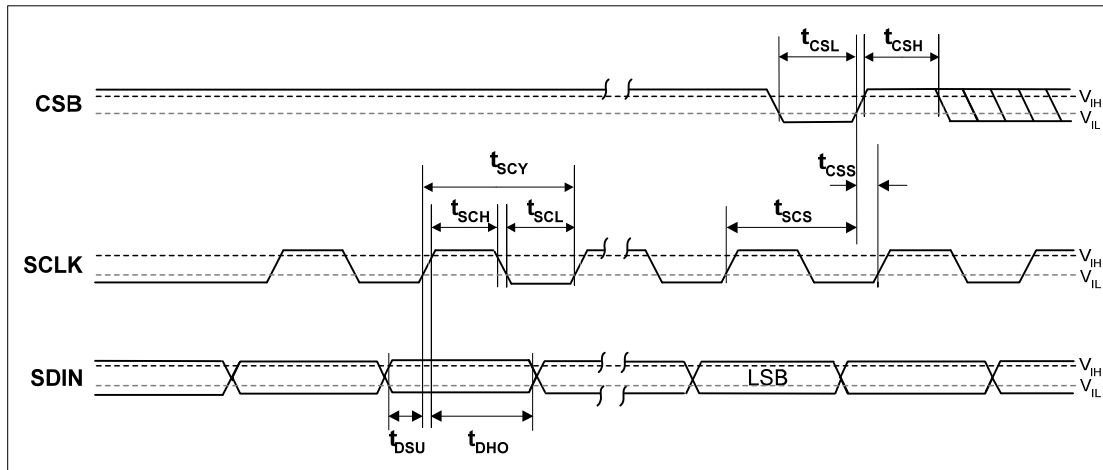 tCSL tCSH
CSB VIH
VIL
tSCY tCSS
tSCH tSCL tSCS
SCLK VIH
VIL
SDIN LSB VIH
VIL
tDSU tDHO